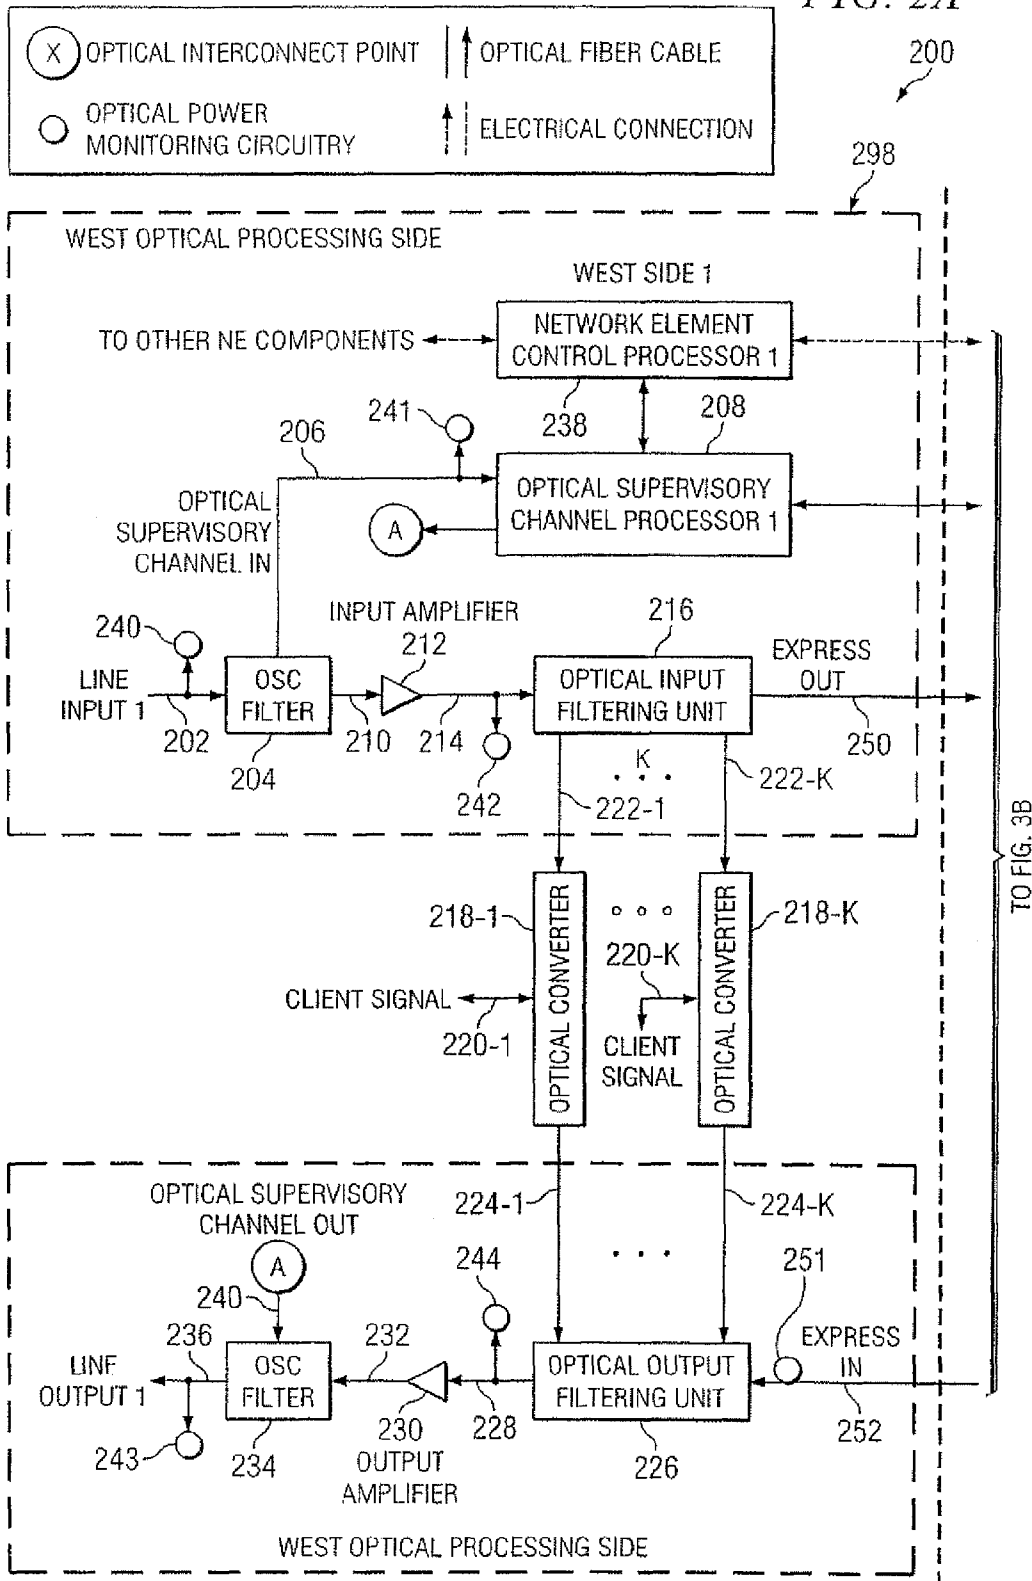 FIG. 2A
X OPTICAL INTERCONNECT POINT
OPTICAL FIBER CABLE
OPTICAL POWER
MONITORING CIRCUITRY
ELECTRICAL CONNECTION
200
298
WEST OPTICAL PROCESSING SIDE
WEST SIDE 1
TO OTHER NE COMPONENTS
NETWORK ELEMENT
CONTROL PROCESSOR 1
238
208
241
206
OPTICAL
SUPERVISORY
CHANNEL IN
OPTICAL SUPERVISORY
CHANNEL PROCESSOR 1
A
INPUT AMPLIFIER
212
216
240
LINE
INPUT 1
202
OSC
FILTER
204
210
214
242
OPTICAL INPUT
FILTERING UNIT
EXPRESS
OUT
250
K
222-1
222-K
TO FIG. 3B
218-1
218-K
OPTICAL CONVERTER
OPTICAL CONVERTER
220-K
CLIENT SIGNAL
220-1
CLIENT
SIGNAL
OPTICAL SUPERVISORY
CHANNEL OUT
224-1
224-K
A
240
244
251
236
232
LINE
OUTPUT 1
OSC
FILTER
OPTICAL OUTPUT
FILTERING UNIT
EXPRESS
IN
252
243
234
230
228
226
OUTPUT
AMPLIFIER
WEST OPTICAL PROCESSING SIDE